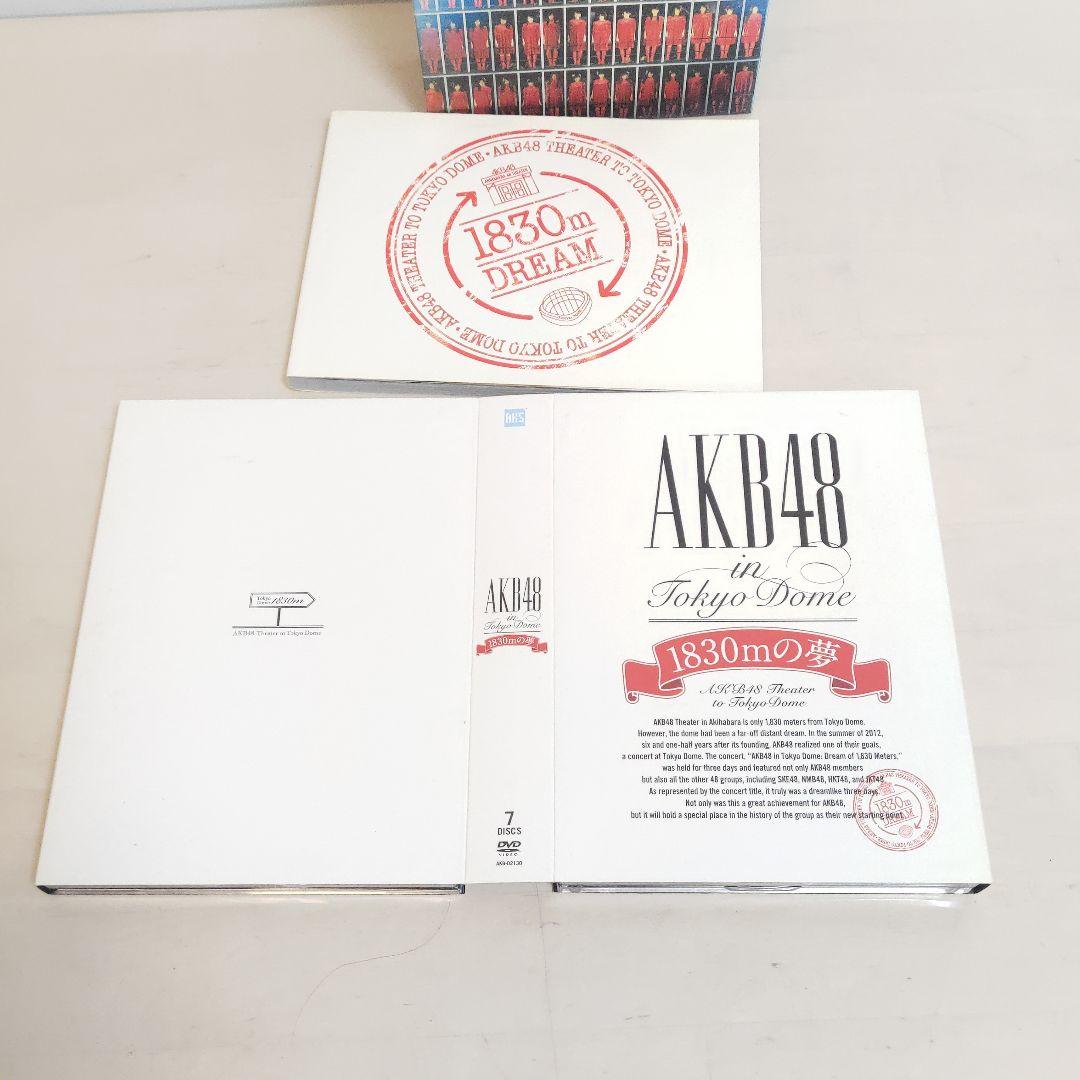 AKB48 THEATER TO TOKYO DOME・AKB48 THEATER TO TOKYO DOME・AKB48 THEATER TO TOKYO DOME・
AKB48
1830m
DREAM
AKS
AKB48
in
Tokyo Dome
1830mの夢
7
DISCS
DVD
VIDEO
AKB-D2130
Tokyo
Dome
1830m
AKB48 Theater to Tokyo Dome
AKB48
in
Tokyo Dome
1830mの夢
AKB48 Theater
to Tokyo Dome
AKB48 Theater in Akihabara is only 1,830 meters from Tokyo Dome.
However, the dome had been a far-off distant dream. In the summer of 2012,
six and one-half years after its founding, AKB48 realized one of their goals,
a concert at Tokyo Dome. The concert, "AKB48 in Tokyo Dome: Dream of 1,830 Meters,"
was held for three days and featured not only AKB48 members
but also all the other 48 groups, including SKE48, NMB48, HKT48, and JKT48.
As represented by the concert title, it truly was a dreamlike three days.
Not only was this a great achievement for AKB48,
but it will hold a special place in the history of the group as their new starting point.
1830m
DREAM